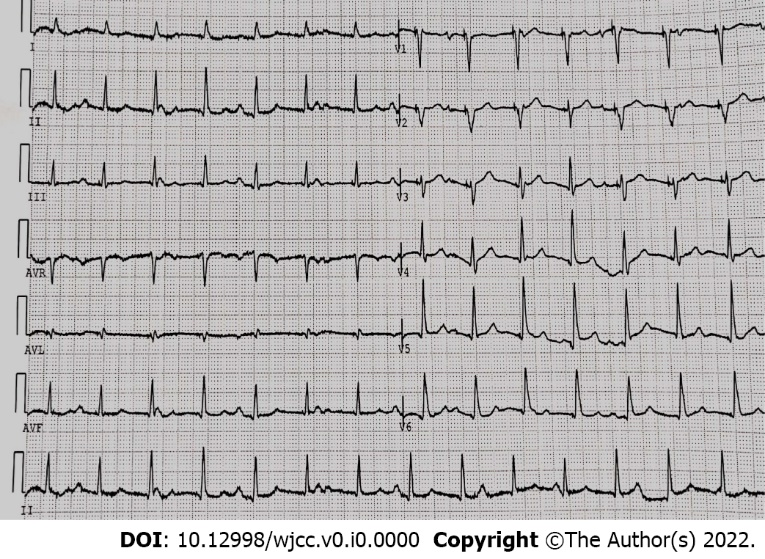 I
V1
II
V2
III
V3
AVR
V4
AVL
V5
AVF
V6
II
DOI: 10.12998/wjcc.v0.i0.0000 Copyright ©The Author(s) 2022.